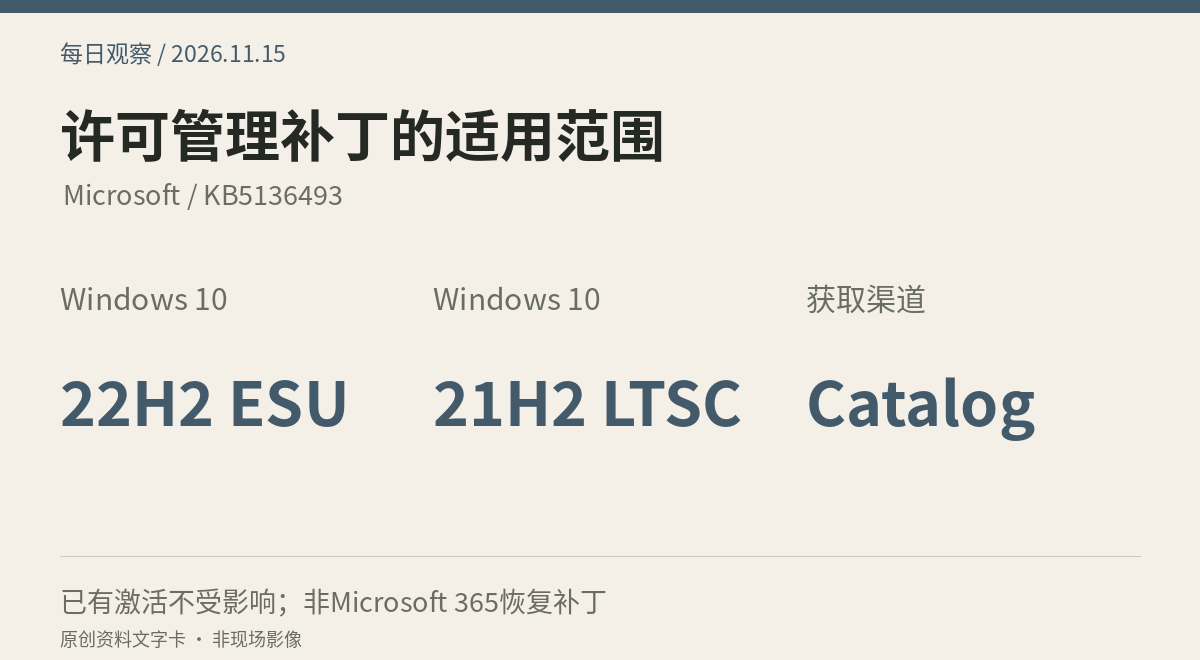 每日观察 / 2026.11.15
许可管理补丁的适用范围
Microsoft / KB5136493
Windows 10
22H2 ESU
Windows 10
21H2 LTSC
获取渠道
Catalog
已有激活不受影响；非Microsoft 365恢复补丁
原创资料文字卡 · 非现场影像